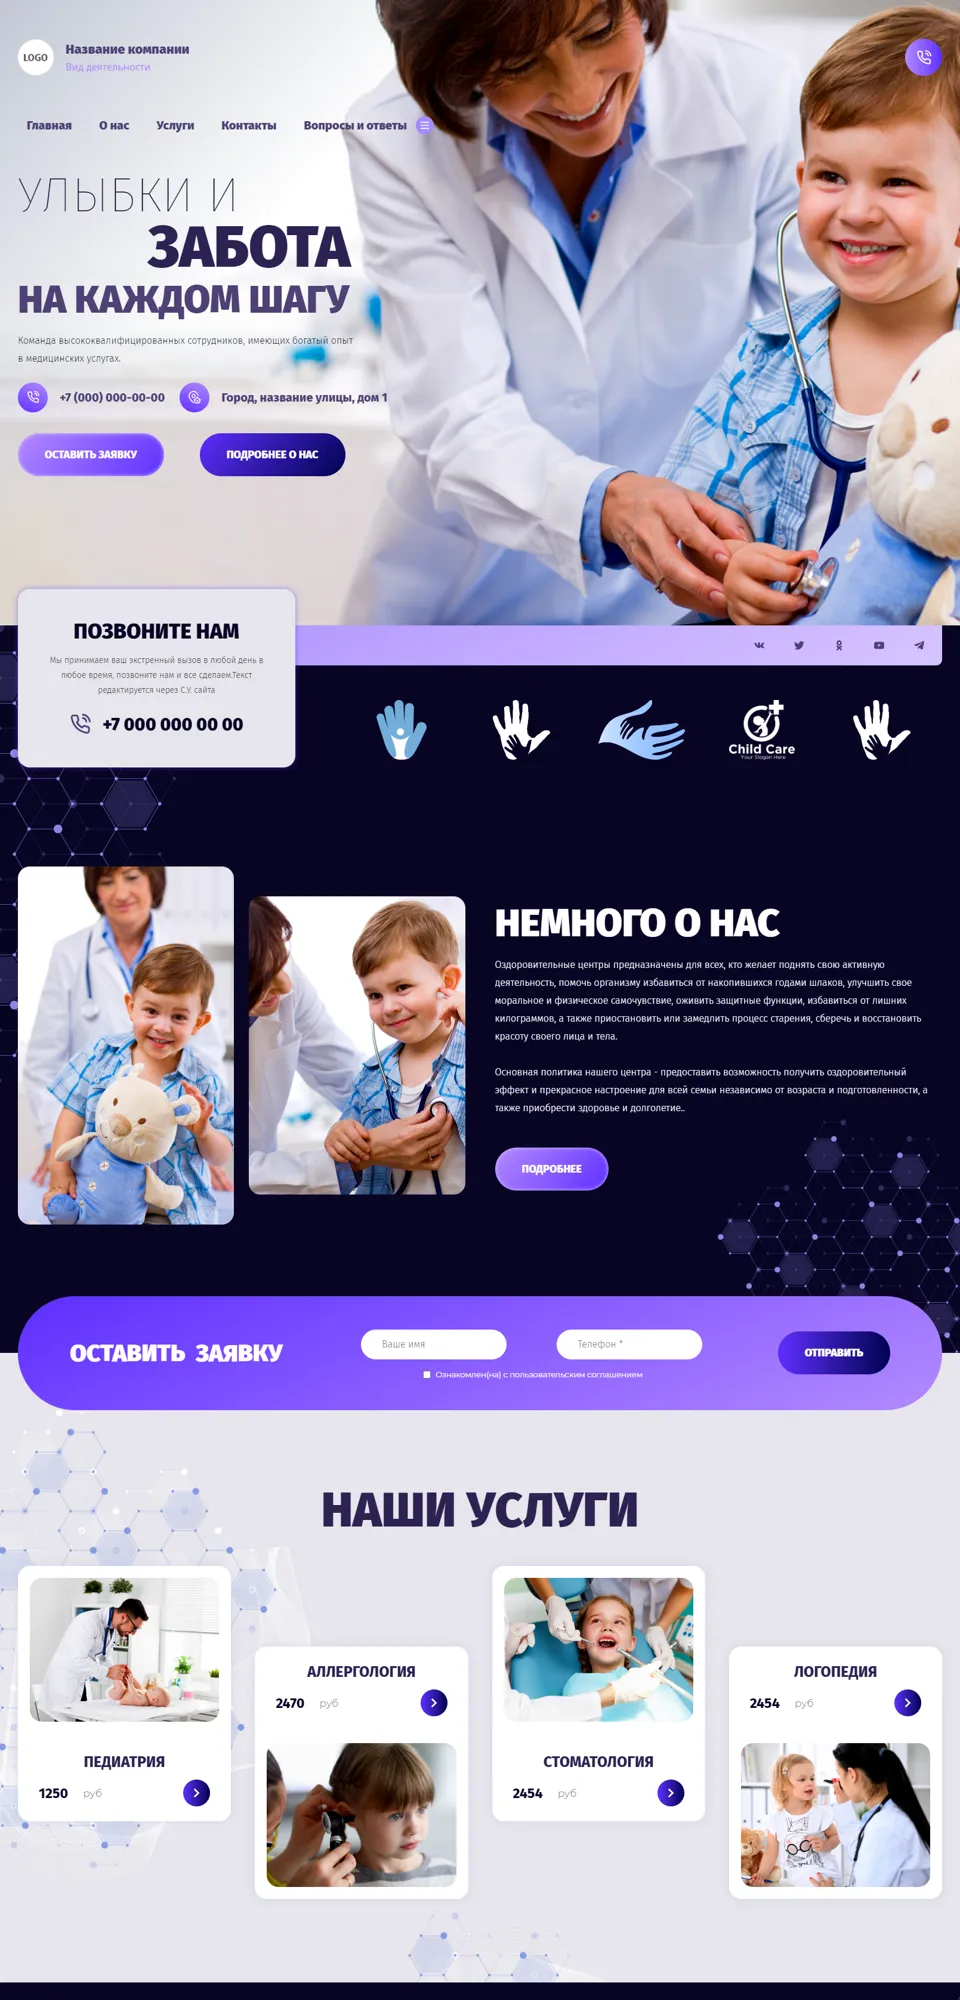 LOGO
Название компании
Вид деятельности
Главная
О нас
Услуги
Контакты
Вопросы и ответы
УЛЫБКИ И
ЗАБОТА
НА КАЖДОМ ШАГУ
Команда высококвалифицированных сотрудников, имеющих богатый опыт
в медицинских услугах.
+7 (000) 000-00-00
Город, название улицы, дом 1
ОСТАВИТЬ ЗАЯВКУ
ПОДРОБНЕЕ О НАС
ПОЗВОНИТЕ НАМ
Мы принимаем ваш экстренный вызов в любой день в
любое время, позвоните нам и все сделаем.Текст
редактируется через С.У. сайта
+7 000 000 00 00
Child Care
Your Slogan Here
НЕМНОГО О НАС
Оздоровительные центры предназначены для всех, кто желает поднять свою активную
деятельность, помочь организму избавиться от накопившихся годами шлаков, улучшить свое
моральное и физическое самочувствие, оживить защитные функции, избавиться от лишних
килограммов, а также приостановить или замедлить процесс старения, сберечь и восстановить
красоту своего лица и тела.
Основная политика нашего центра - предоставить возможность получить оздоровительный
эффект и прекрасное настроение для всей семьи независимо от возраста и подготовленности, а
также приобрести здоровье и долголетие..
ПОДРОБНЕЕ
ОСТАВИТЬ ЗАЯВКУ
Ваше имя
Телефон *
Ознакомлен(на) с пользовательским соглашением
ОТПРАВИТЬ
НАШИ УСЛУГИ
ПЕДИАТРИЯ
1250 руб
АЛЛЕРГОЛОГИЯ
2470 руб
СТОМАТОЛОГИЯ
2454 руб
ЛОГОПЕДИЯ
2454 руб